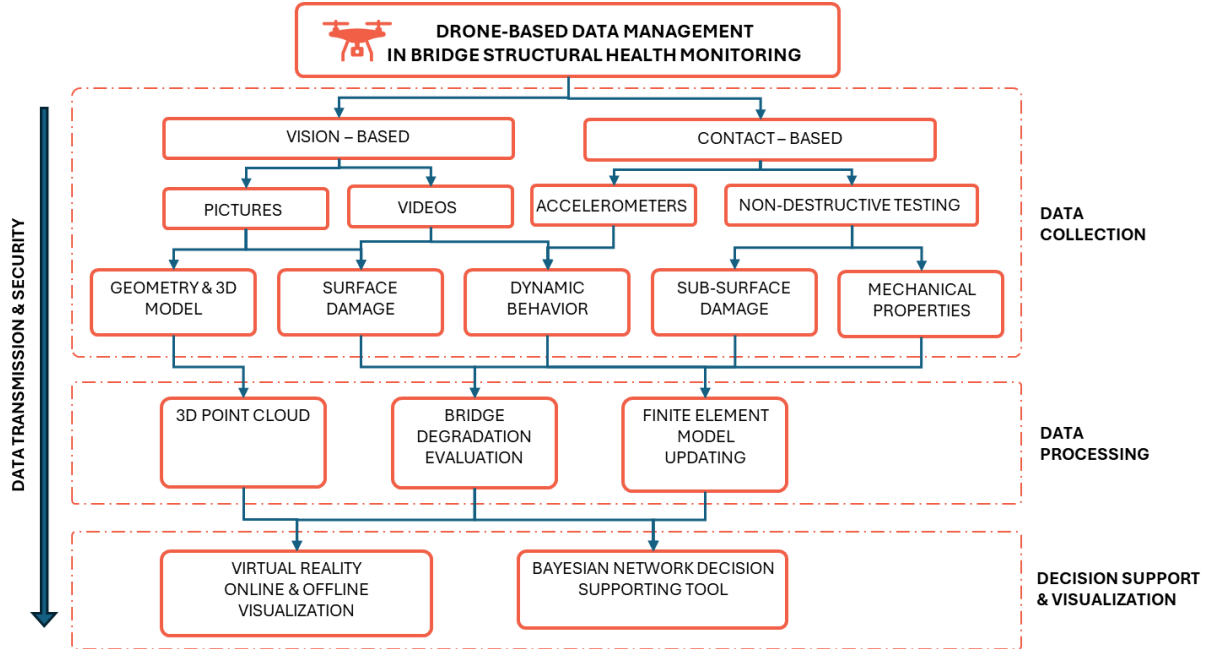 DRONE-BASED DATA MANAGEMENT
IN BRIDGE STRUCTURAL HEALTH MONITORING
DATA TRANSMISSION & SECURITY
VISION – BASED
CONTACT – BASED
PICTURES
VIDEOS
ACCELEROMETERS
NON-DESTRUCTIVE TESTING
DATA
COLLECTION
GEOMETRY & 3D
MODEL
SURFACE
DAMAGE
DYNAMIC
BEHAVIOR
SUB-SURFACE
DAMAGE
MECHANICAL
PROPERTIES
3D POINT CLOUD
BRIDGE
DEGRADATION
EVALUATION
FINITE ELEMENT
MODEL
UPDATING
DATA
PROCESSING
VIRTUAL REALITY
ONLINE & OFFLINE
VISUALIZATION
BAYESIAN NETWORK DECISION
SUPPORTING TOOL
DECISION SUPPORT
& VISUALIZATION